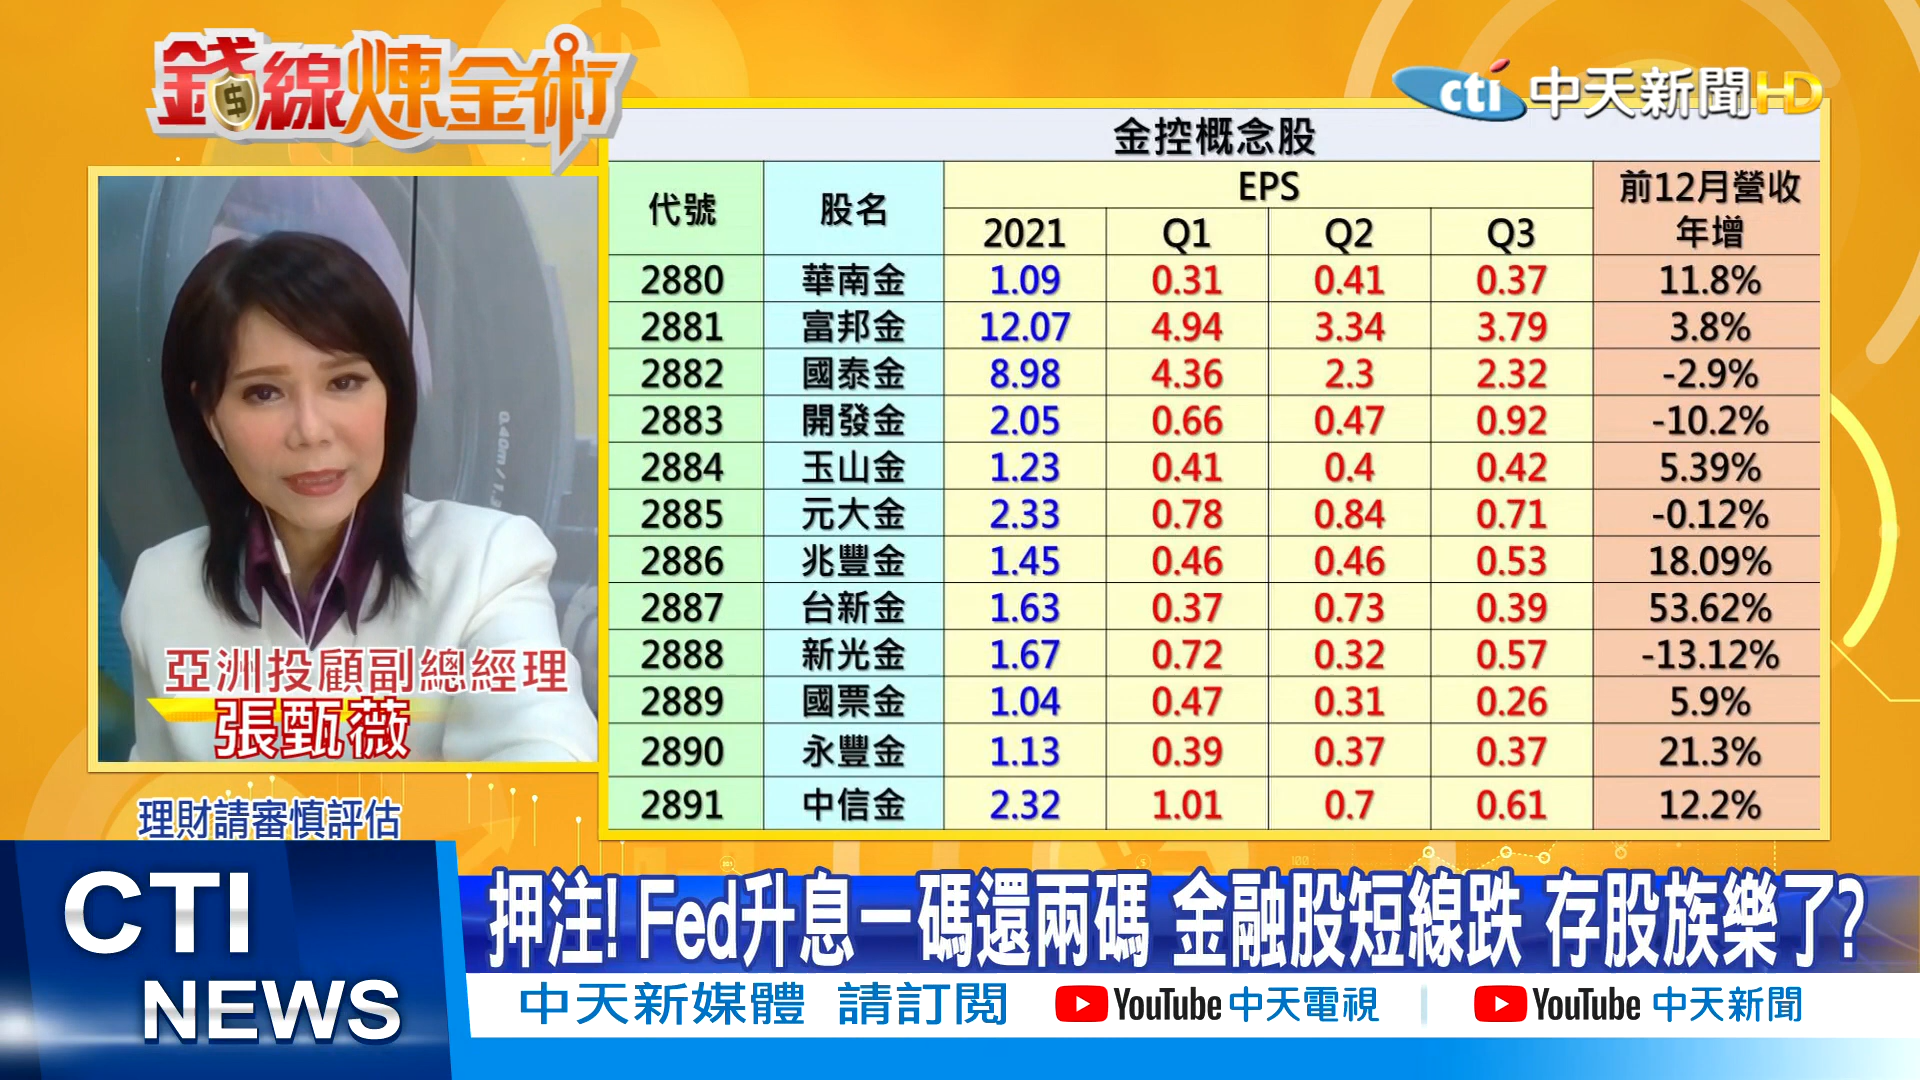 錢線煉金術
cti 中天新聞HD
金控概念股
代號 股名 EPS 前12月營收年增
2021 Q1 Q2 Q3
2880 華南金 1.09 0.31 0.41 0.37 11.8%
2881 富邦金 12.07 4.94 3.34 3.79 3.8%
2882 國泰金 8.98 4.36 2.3 2.32 -2.9%
2883 開發金 2.05 0.66 0.47 0.92 -10.2%
2884 玉山金 1.23 0.41 0.4 0.42 5.39%
2885 元大金 2.33 0.78 0.84 0.71 -0.12%
2886 兆豐金 1.45 0.46 0.46 0.53 18.09%
2887 台新金 1.63 0.37 0.73 0.39 53.62%
2888 新光金 1.67 0.72 0.32 0.57 -13.12%
2889 國票金 1.04 0.47 0.31 0.26 5.9%
2890 永豐金 1.13 0.39 0.37 0.37 21.3%
2891 中信金 2.32 1.01 0.7 0.61 12.2%
亞洲投顧副總經理
張甄薇
理財請審慎評估
CTI
NEWS
押注! Fed升息一碼還兩碼 金融股短線跌 存股族樂了?
中天新媒體 請訂閱 YouTube 中天電視 | YouTube 中天新聞